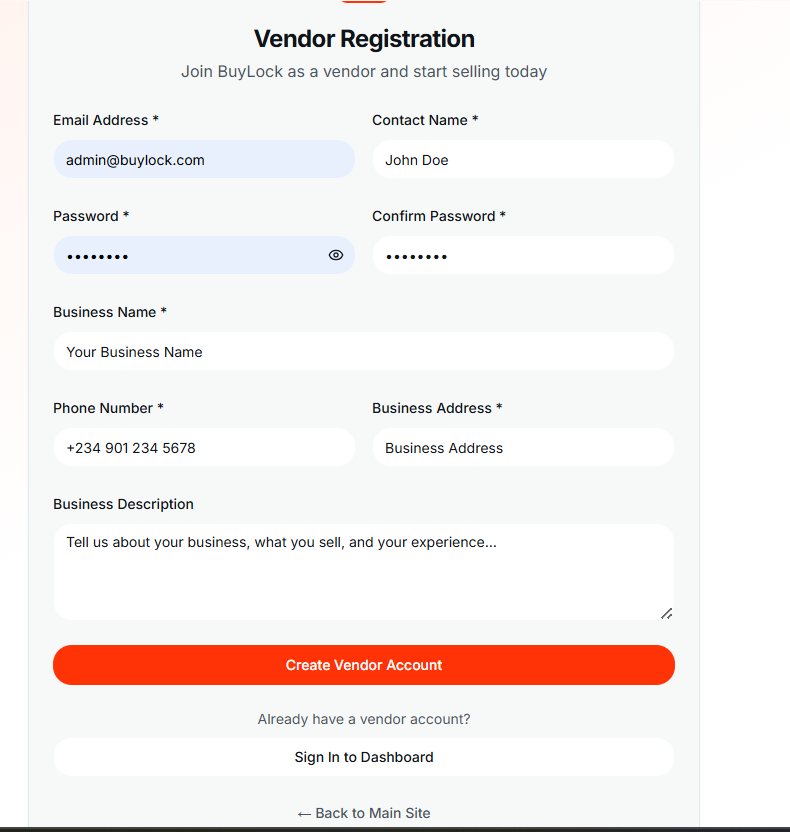 Vendor Registration
Join BuyLock as a vendor and start selling today
Email Address * Contact Name *
admin@buylock.com John Doe
Password * Confirm Password *
•••••••• ••••••••
Business Name *
Your Business Name
Phone Number * Business Address *
+234 901 234 5678 Business Address
Business Description
Tell us about your business, what you sell, and your experience...
Create Vendor Account
Already have a vendor account?
Sign In to Dashboard
← Back to Main Site